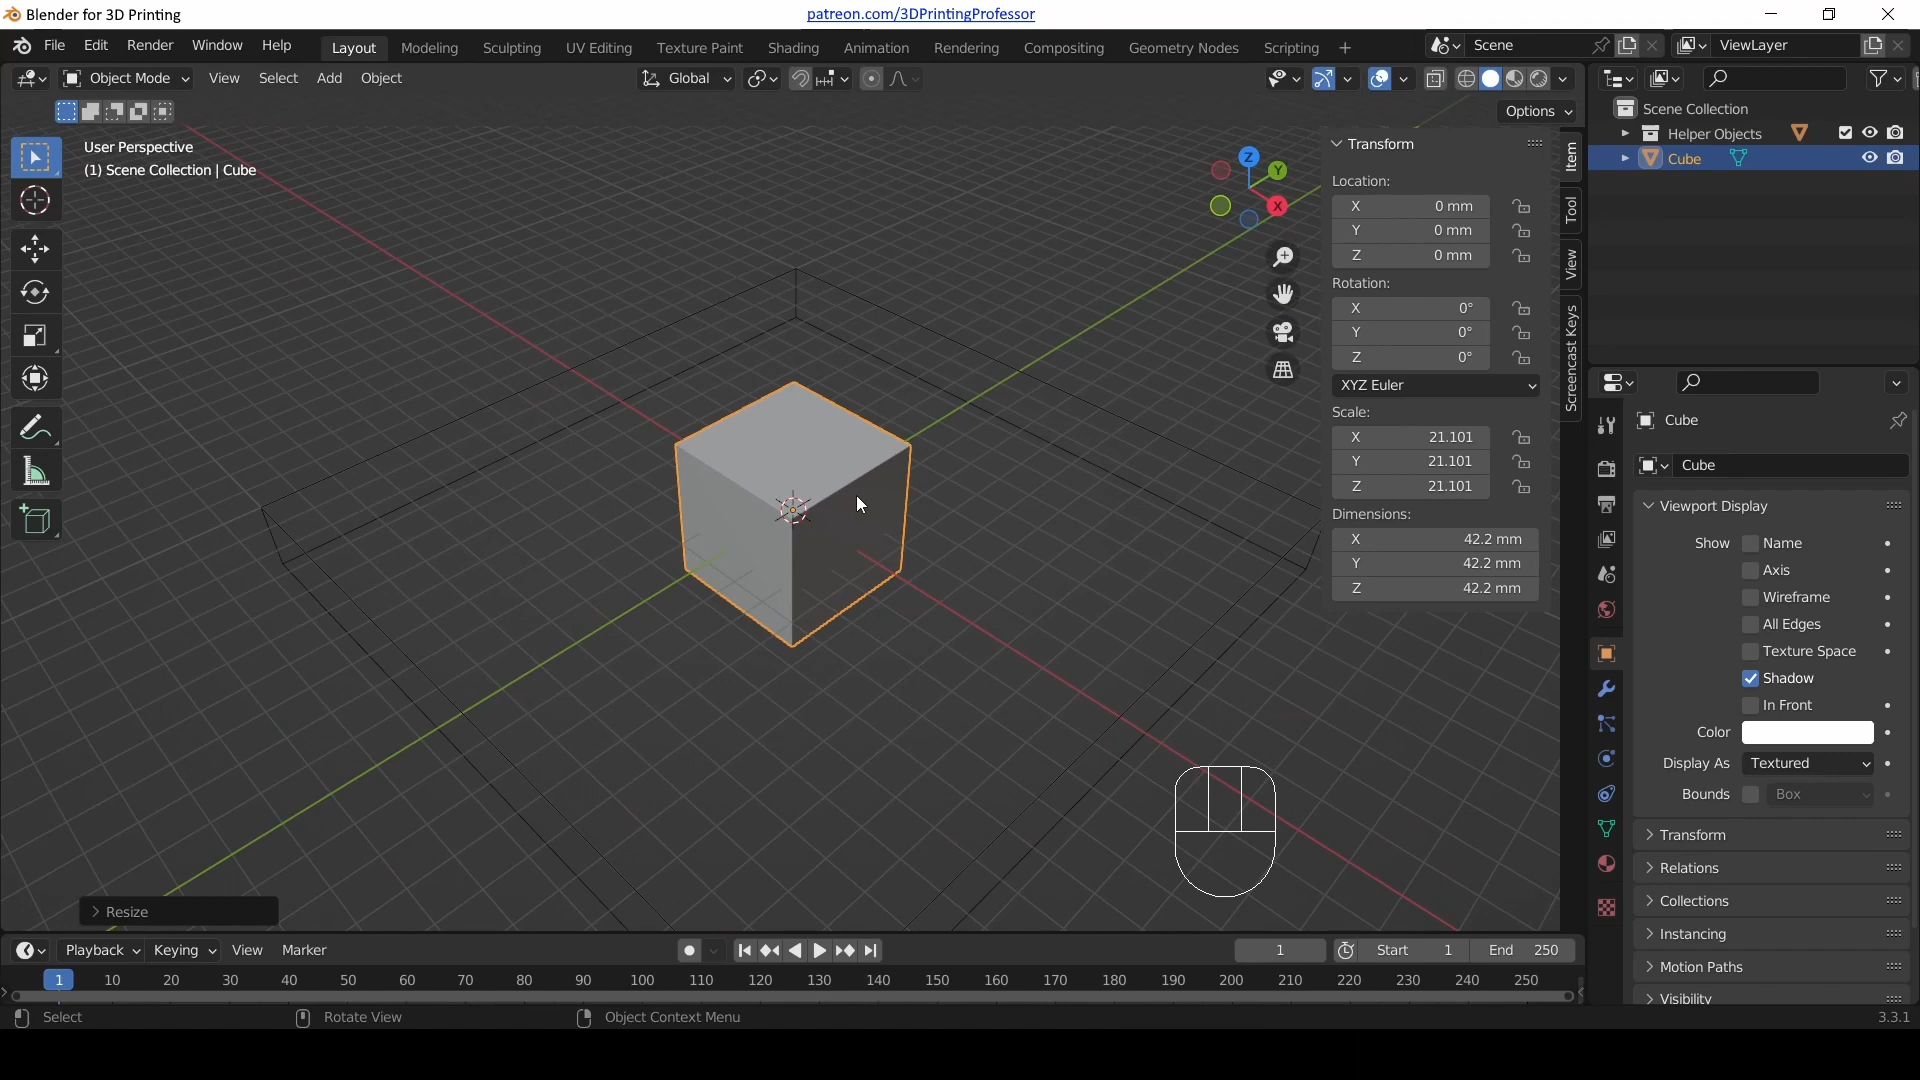 Blender for 3D Printing
patreon.com/3DPrintingProfessor
File Edit Render Window Help Layout Modeling Sculpting UV Editing Texture Paint Shading Animation Rendering Compositing Geometry Nodes Scripting + Scene ViewLayer
Object Mode View Select Add Object Global
Options
User Perspective
(1) Scene Collection | Cube
Z
Y
X
Transform
Location:
X 0 mm
Y 0 mm
Z 0 mm
Rotation:
X 0°
Y 0°
Z 0°
XYZ Euler
Scale:
X 21.101
Y 21.101
Z 21.101
Dimensions:
X 42.2 mm
Y 42.2 mm
Z 42.2 mm
Item
Tool
View
Screencast Keys
Scene Collection
Helper Objects
Cube
Cube
Cube
Viewport Display
Show Name
Axis
Wireframe
All Edges
Texture Space
Shadow
In Front
Color
Display As Textured
Bounds Box
Transform
Relations
Collections
Instancing
Motion Paths
Visibility
Resize
Playback Keying View Marker 1 Start 1 End 250
1 10 20 30 40 50 60 70 80 90 100 110 120 130 140 150 160 170 180 190 200 210 220 230 240 250
Select Rotate View Object Context Menu 3.3.1